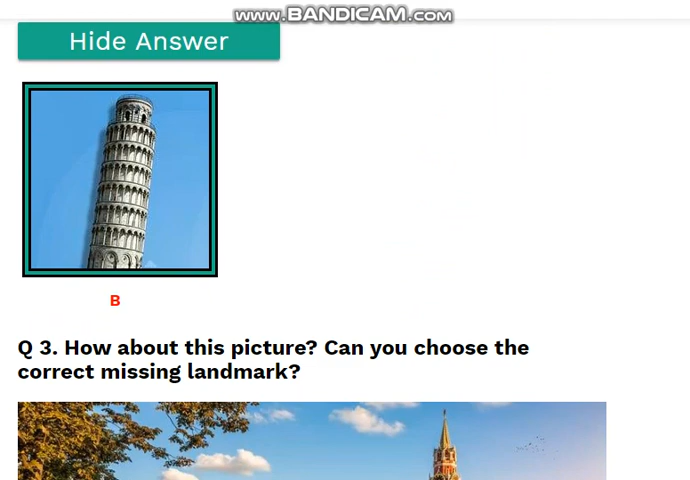 www.BANDICAM.com
Hide Answer
B
Q 3. How about this picture? Can you choose the
correct missing landmark?